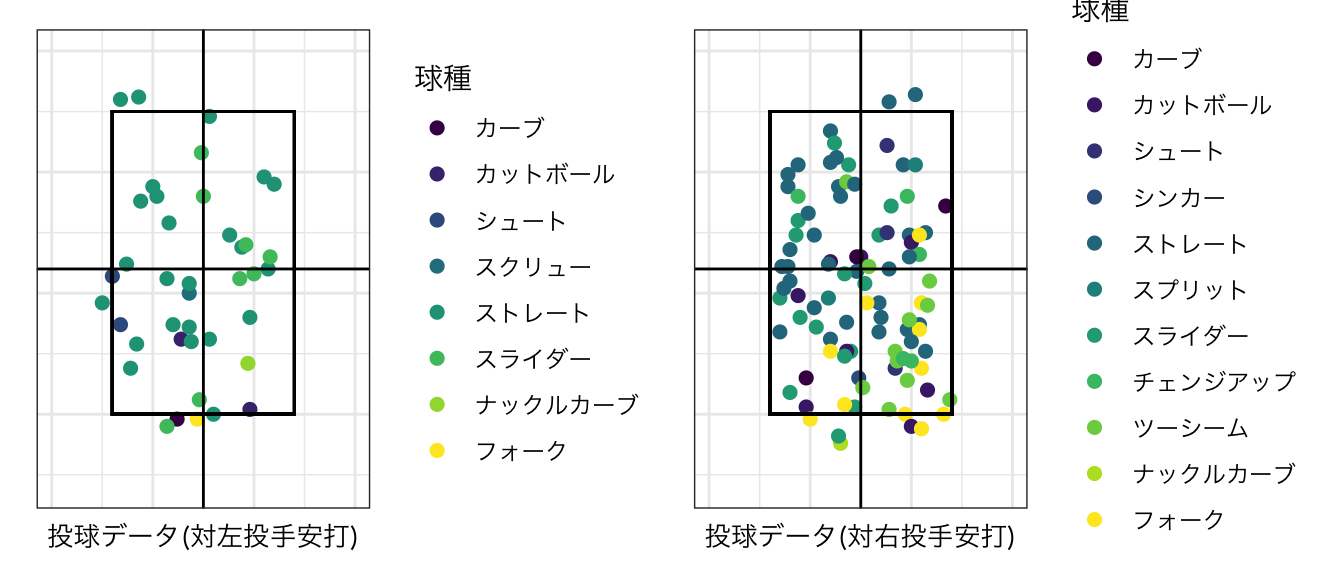 球種
カーブ
カットボール
シュート
スクリュー
ストレート
スライダー
ナックルカーブ
フォーク
投球データ(対左投手安打)
球種
カーブ
カットボール
シュート
シンカー
ストレート
スプリット
スライダー
チェンジアップ
ツーシーム
ナックルカーブ
フォーク
投球データ(対右投手安打)